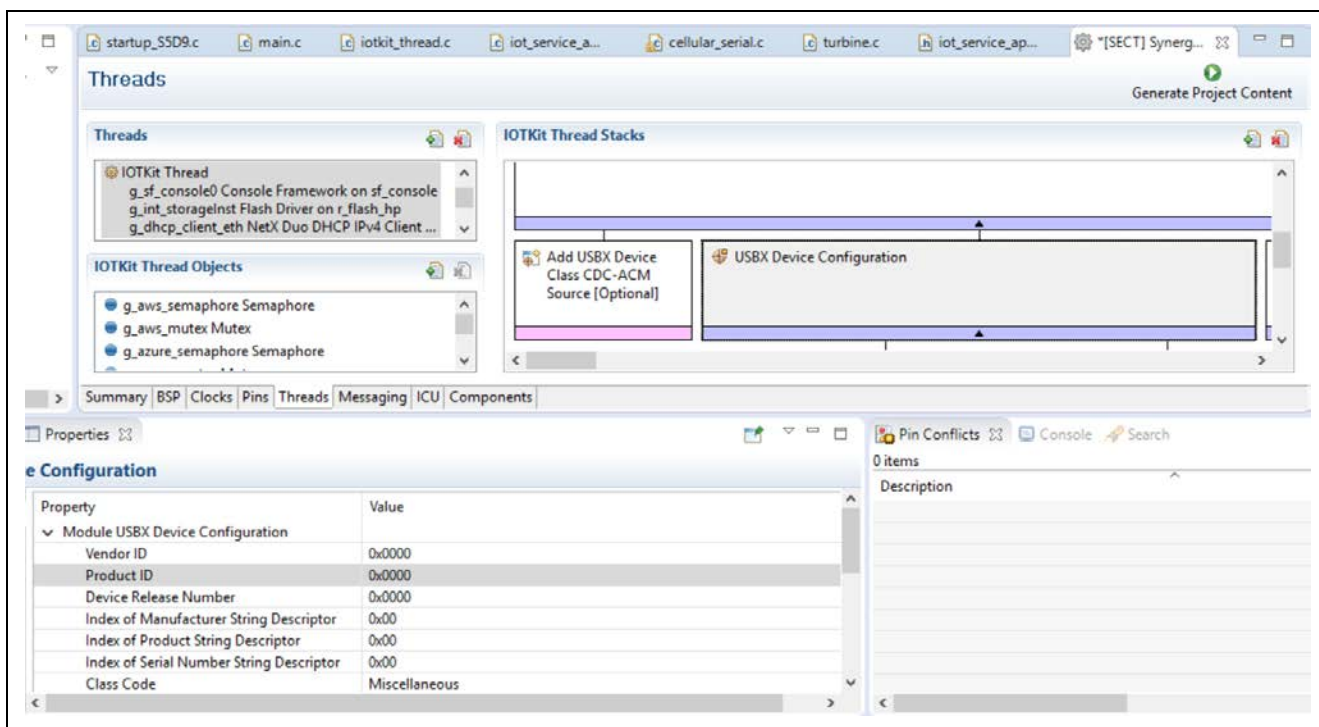 startup_S5D9.c main.c iotkit_thread.c iot_service_a... cellular_serial.c turbine.c iot_service_ap... *[SECT] Synerg...
Threads
Generate Project Content
Threads
IOTKit Thread
g_sf_console0 Console Framework on sf_console
g_int_storageInst Flash Driver on r_flash_hp
g_dhcp_client_eth NetX Duo DHCP IPv4 Client ...
IOTKit Thread Objects
g_aws_semaphore Semaphore
g_aws_mutex Mutex
g_azure_semaphore Semaphore
IOTKit Thread Stacks
Add USBX Device
Class CDC-ACM
Source [Optional]
USBX Device Configuration
Summary BSP Clocks Pins Threads Messaging ICU Components
Properties
e Configuration
Property Value
Module USBX Device Configuration
Vendor ID 0x0000
Product ID 0x0000
Device Release Number 0x0000
Index of Manufacturer String Descriptor 0x00
Index of Product String Descriptor 0x00
Index of Serial Number String Descriptor 0x00
Class Code Miscellaneous
Pin Conflicts Console Search
0 items
Description